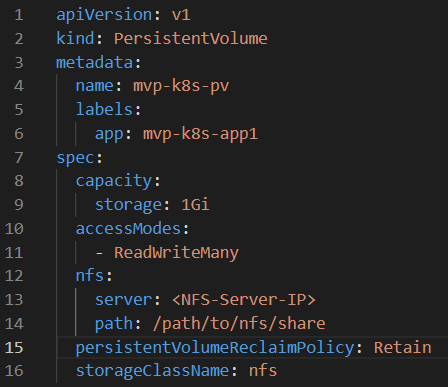 1 apiVersion: v1
2 kind: PersistentVolume
3 metadata:
4   name: mvp-k8s-pv
5   labels:
6     app: mvp-k8s-app1
7 spec:
8   capacity:
9     storage: 1Gi
10   accessModes:
11     - ReadWriteMany
12   nfs:
13     server: <NFS-Server-IP>
14     path: /path/to/nfs/share
15   persistentVolumeReclaimPolicy: Retain
16   storageClassName: nfs